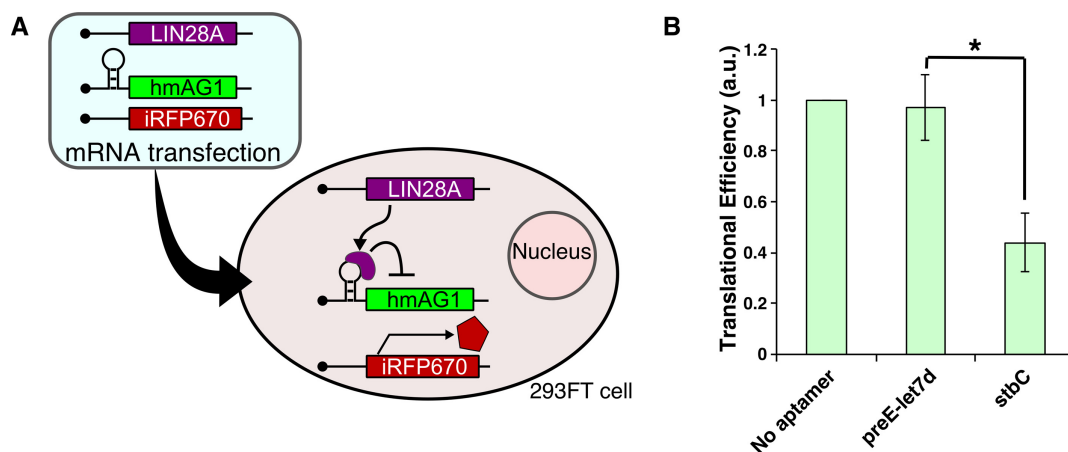 A
LIN28A
hmAG1
iRFP670
mRNA transfection
LIN28A
Nucleus
hmAG1
iRFP670
293FT cell
B
Translational Efficiency (a.u.)
1.2
1
0.8
0.6
0.4
0.2
0
*
No aptamer
preE-let7d
stbC